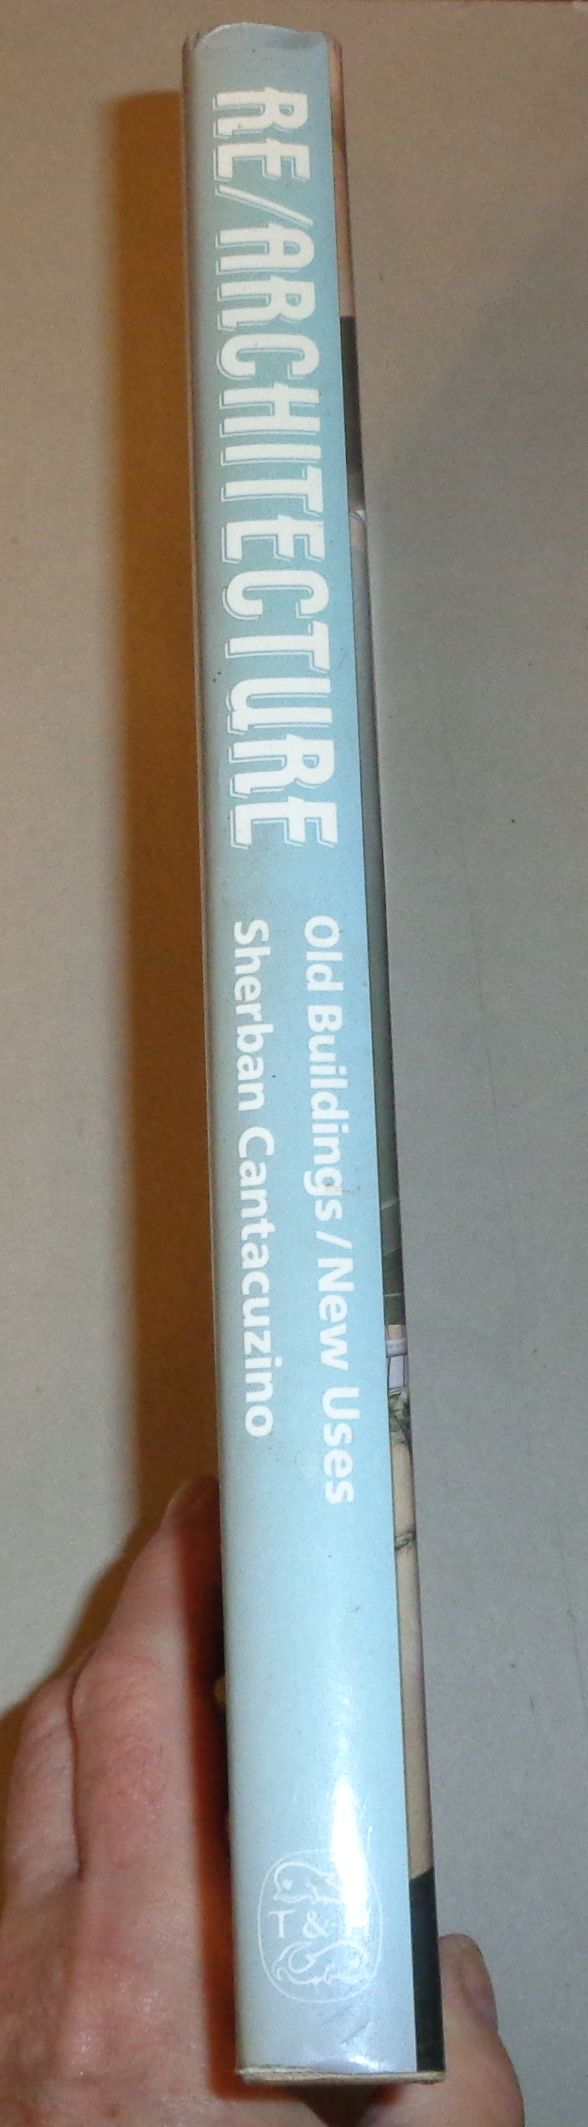 RE/ARCHITECTURE
Old Buildings / New Uses
Sherban Cantacuzino
T &